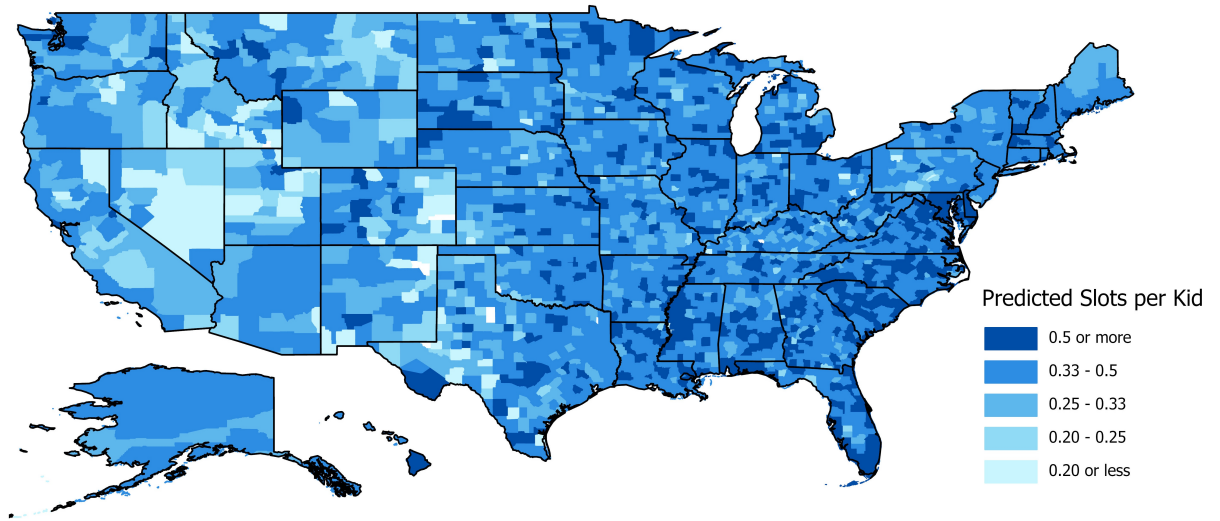 Predicted Slots per Kid
0.5 or more
0.33 - 0.5
0.25 - 0.33
0.20 - 0.25
0.20 or less